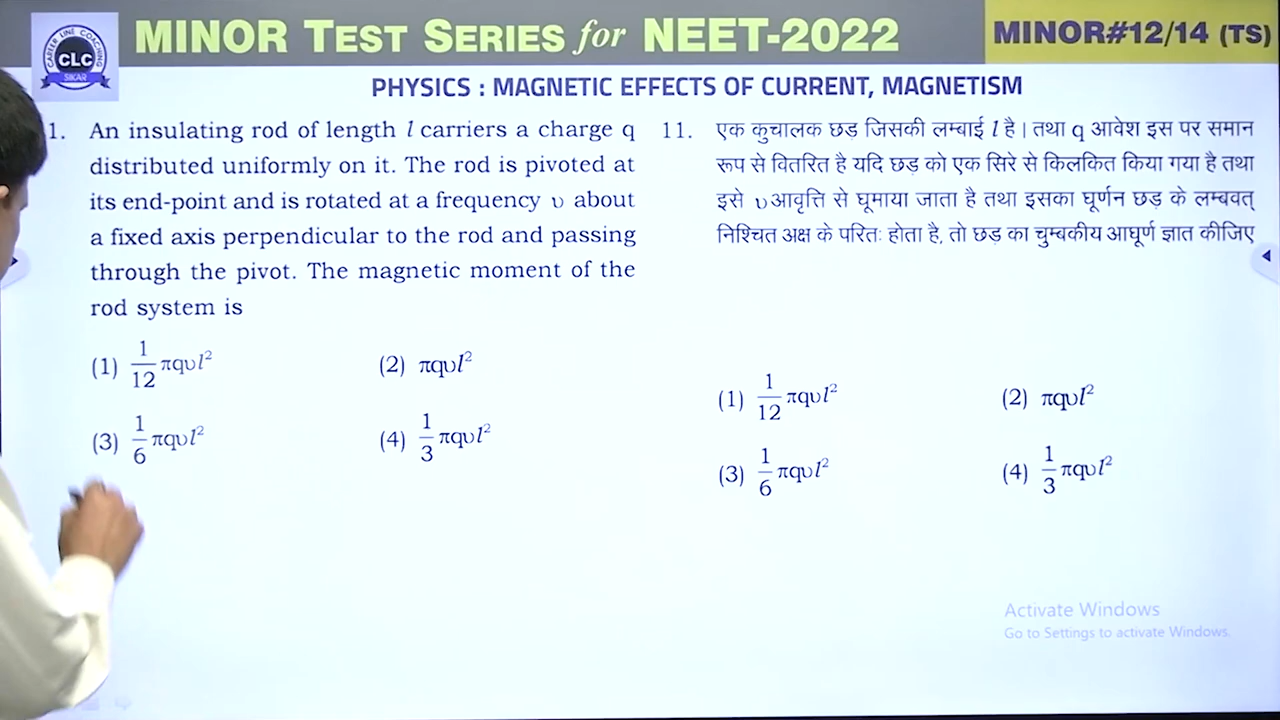 CAREER LINE COACHING
CLC
SIKAR
MINOR TEST SERIES for NEET-2022
MINOR#12/14 (TS)
PHYSICS : MAGNETIC EFFECTS OF CURRENT, MAGNETISM
1. An insulating rod of length l carriers a charge q
distributed uniformly on it. The rod is pivoted at
its end-point and is rotated at a frequency υ about
a fixed axis perpendicular to the rod and passing
through the pivot. The magnetic moment of the
rod system is
(1) 1/12 πqυl² (2) πqυl²
(3) 1/6 πqυl² (4) 1/3 πqυl²
11. एक कुचालक छड़ जिसकी लम्बाई l है। तथा q आवेश इस पर समान
रूप से वितरित है यदि छड़ को एक सिरे से किलकित किया गया है तथा
इसे υ आवृत्ति से घूमाया जाता है तथा इसका घूर्णन छड़ के लम्बवत्
निश्चित अक्ष के परितः होता है, तो छड़ का चुम्बकीय आघूर्ण ज्ञात कीजिए
(1) 1/12 πqυl² (2) πqυl²
(3) 1/6 πqυl² (4) 1/3 πqυl²
Activate Windows
Go to Settings to activate Windows.